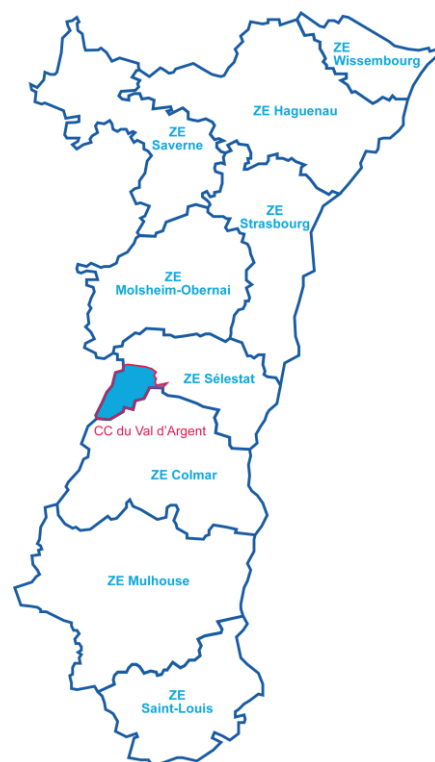 ZE
Wissembourg
ZE Haguenau
ZE
Saverne
ZE
Strasbourg
ZE
Molsheim-Obernai
ZE Sélestat
CC du Val d’Argent
ZE Colmar
ZE Mulhouse
ZE
Saint-Louis